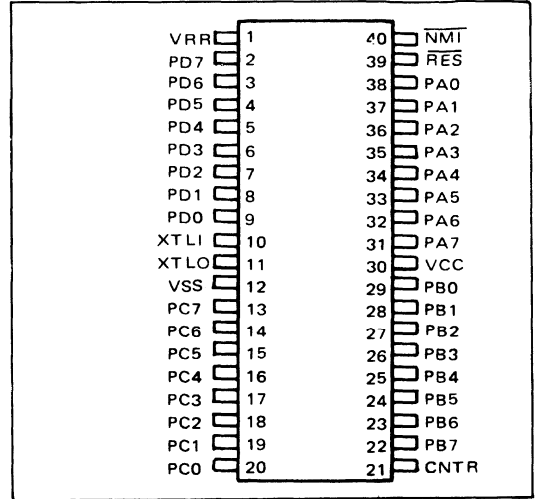 VRR 1 40 NMI
PD7 2 39 RES
PD6 3 38 PA0
PD5 4 37 PA1
PD4 5 36 PA2
PD3 6 35 PA3
PD2 7 34 PA4
PD1 8 33 PA5
PD0 9 32 PA6
XTLI 10 31 PA7
XTLO 11 30 VCC
VSS 12 29 PB0
PC7 13 28 PB1
PC6 14 27 PB2
PC5 15 26 PB3
PC4 16 25 PB4
PC3 17 24 PB5
PC2 18 23 PB6
PC1 19 22 PB7
PC0 20 21 CNTR